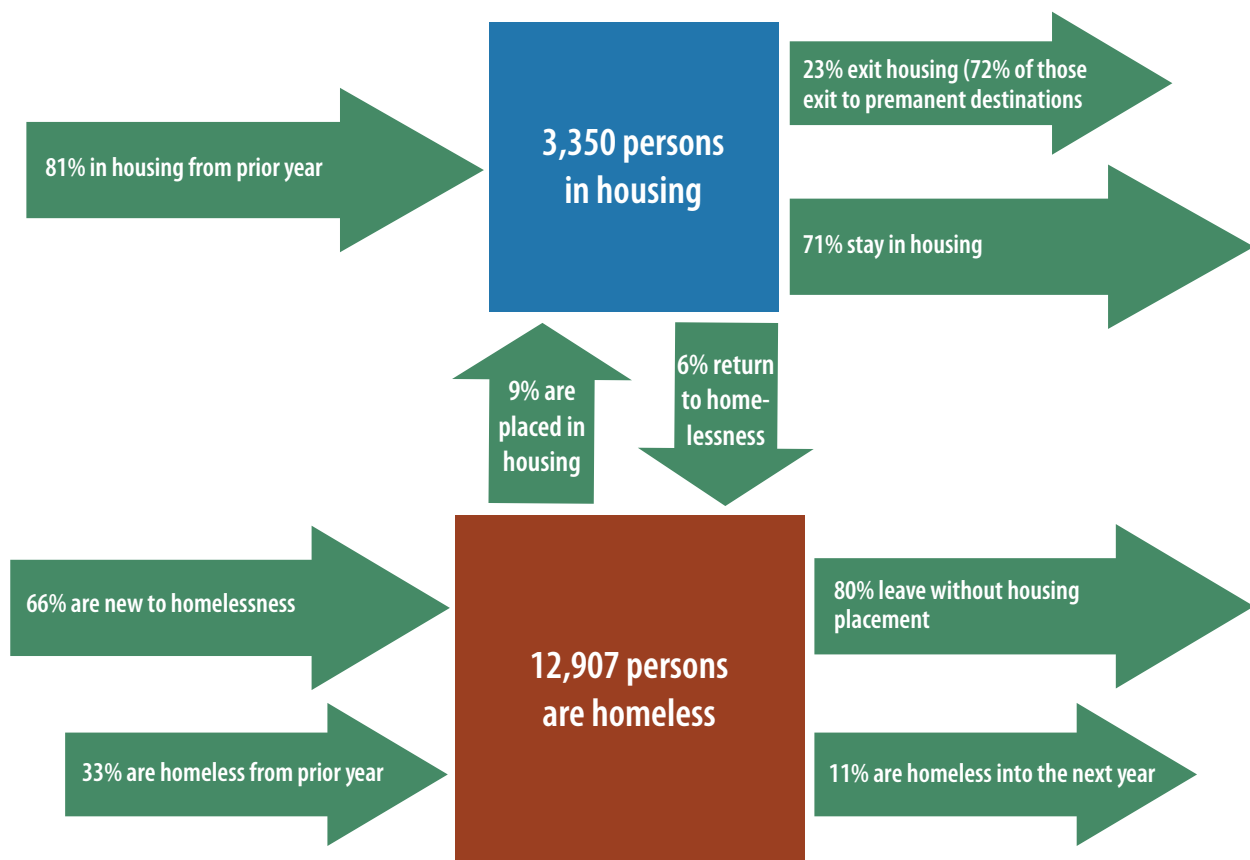 23% exit housing (72% of those
exit to premanent destinations
81% in housing from prior year
3,350 persons
in housing
71% stay in housing
9% are
placed in
housing
6% return
to home-
lessness
66% are new to homelessness
80% leave without housing
placement
12,907 persons
are homeless
33% are homeless from prior year
11% are homeless into the next year